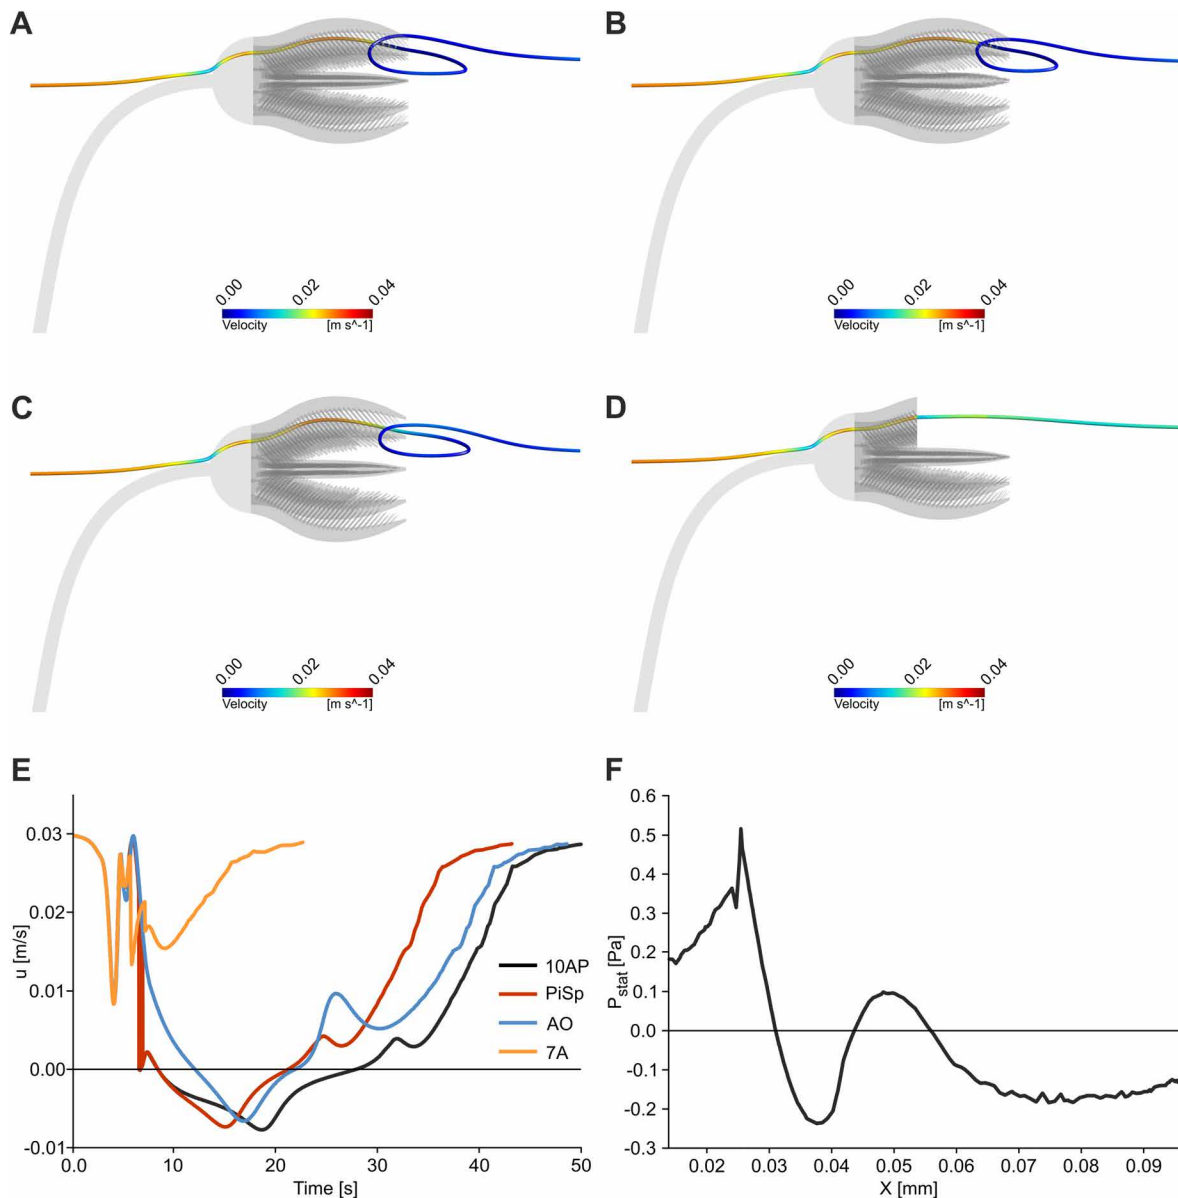 A
0.00
0.02
0.04
Velocity
[m s^-1]
B
0.00
0.02
0.04
Velocity
[m s^-1]
C
0.00
0.02
0.04
Velocity
[m s^-1]
D
0.00
0.02
0.04
Velocity
[m s^-1]
E
0.03
0.02
0.01
0.00
-0.01
u [m/s]
10AP
PiSp
AO
7A
0.0
10
20
30
40
50
Time [s]
F
0.6
0.5
0.4
0.3
0.2
0.1
0.0
-0.1
-0.2
-0.3
Pstat [Pa]
0.02
0.03
0.04
0.05
0.06
0.07
0.08
0.09
X [mm]